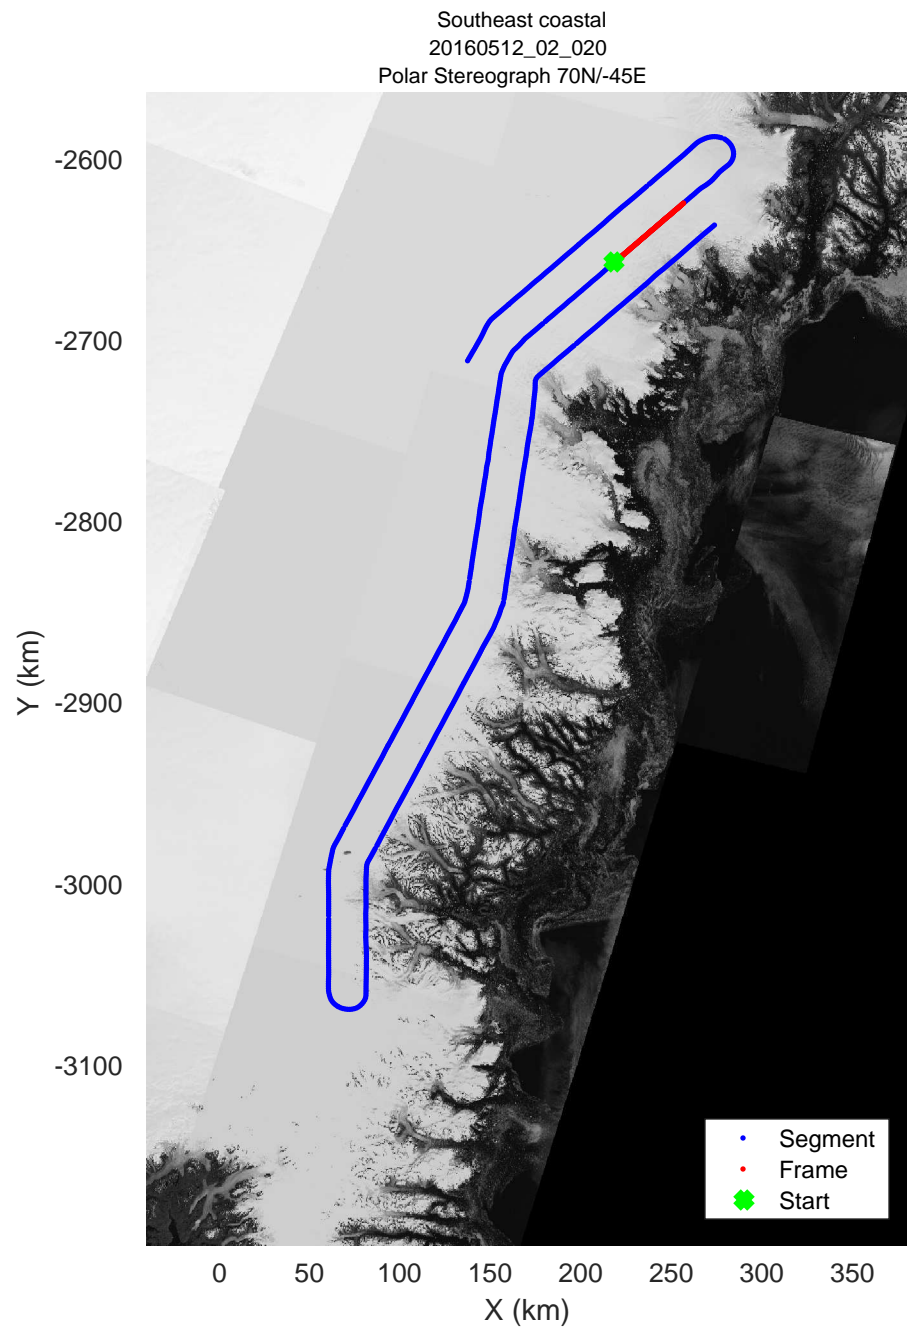 Southeast coastal
20160512_02_020
Polar Stereograph 70N/-45E
-2600
-2700
-2800
-2900
-3000
-3100
Y (km)
Segment
Frame
Start
0 50 100 150 200 250 300 350
X (km)